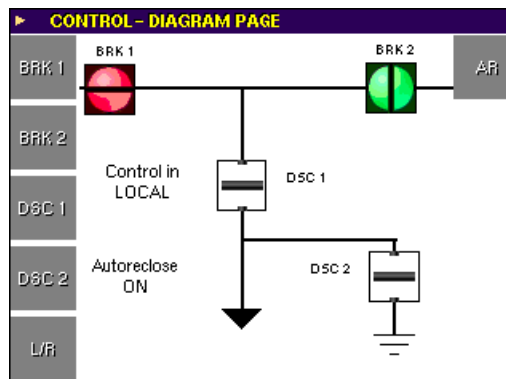 CONTROL - DIAGRAM PAGE
BRK 1
BRK 1
BRK 2
AR
BRK 2
Control in
LOCAL
DSC 1
DSC 1
Autoreclose
ON
DSC 2
DSC 2
L/R